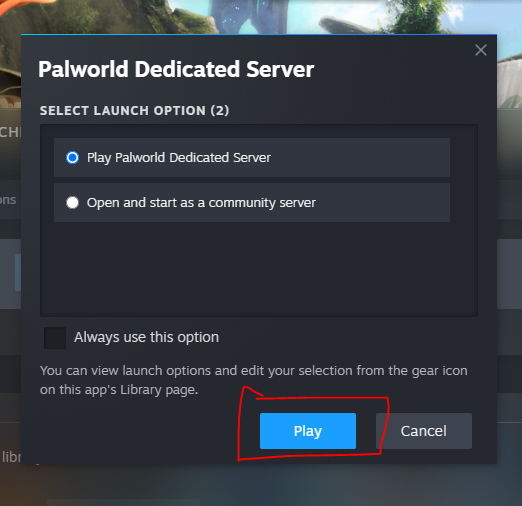 Palworld Dedicated Server
SELECT LAUNCH OPTION (2)
Play Palworld Dedicated Server
Open and start as a community server
Always use this option
You can view launch options and edit your selection from the gear icon
on this app's Library page.
Play
Cancel